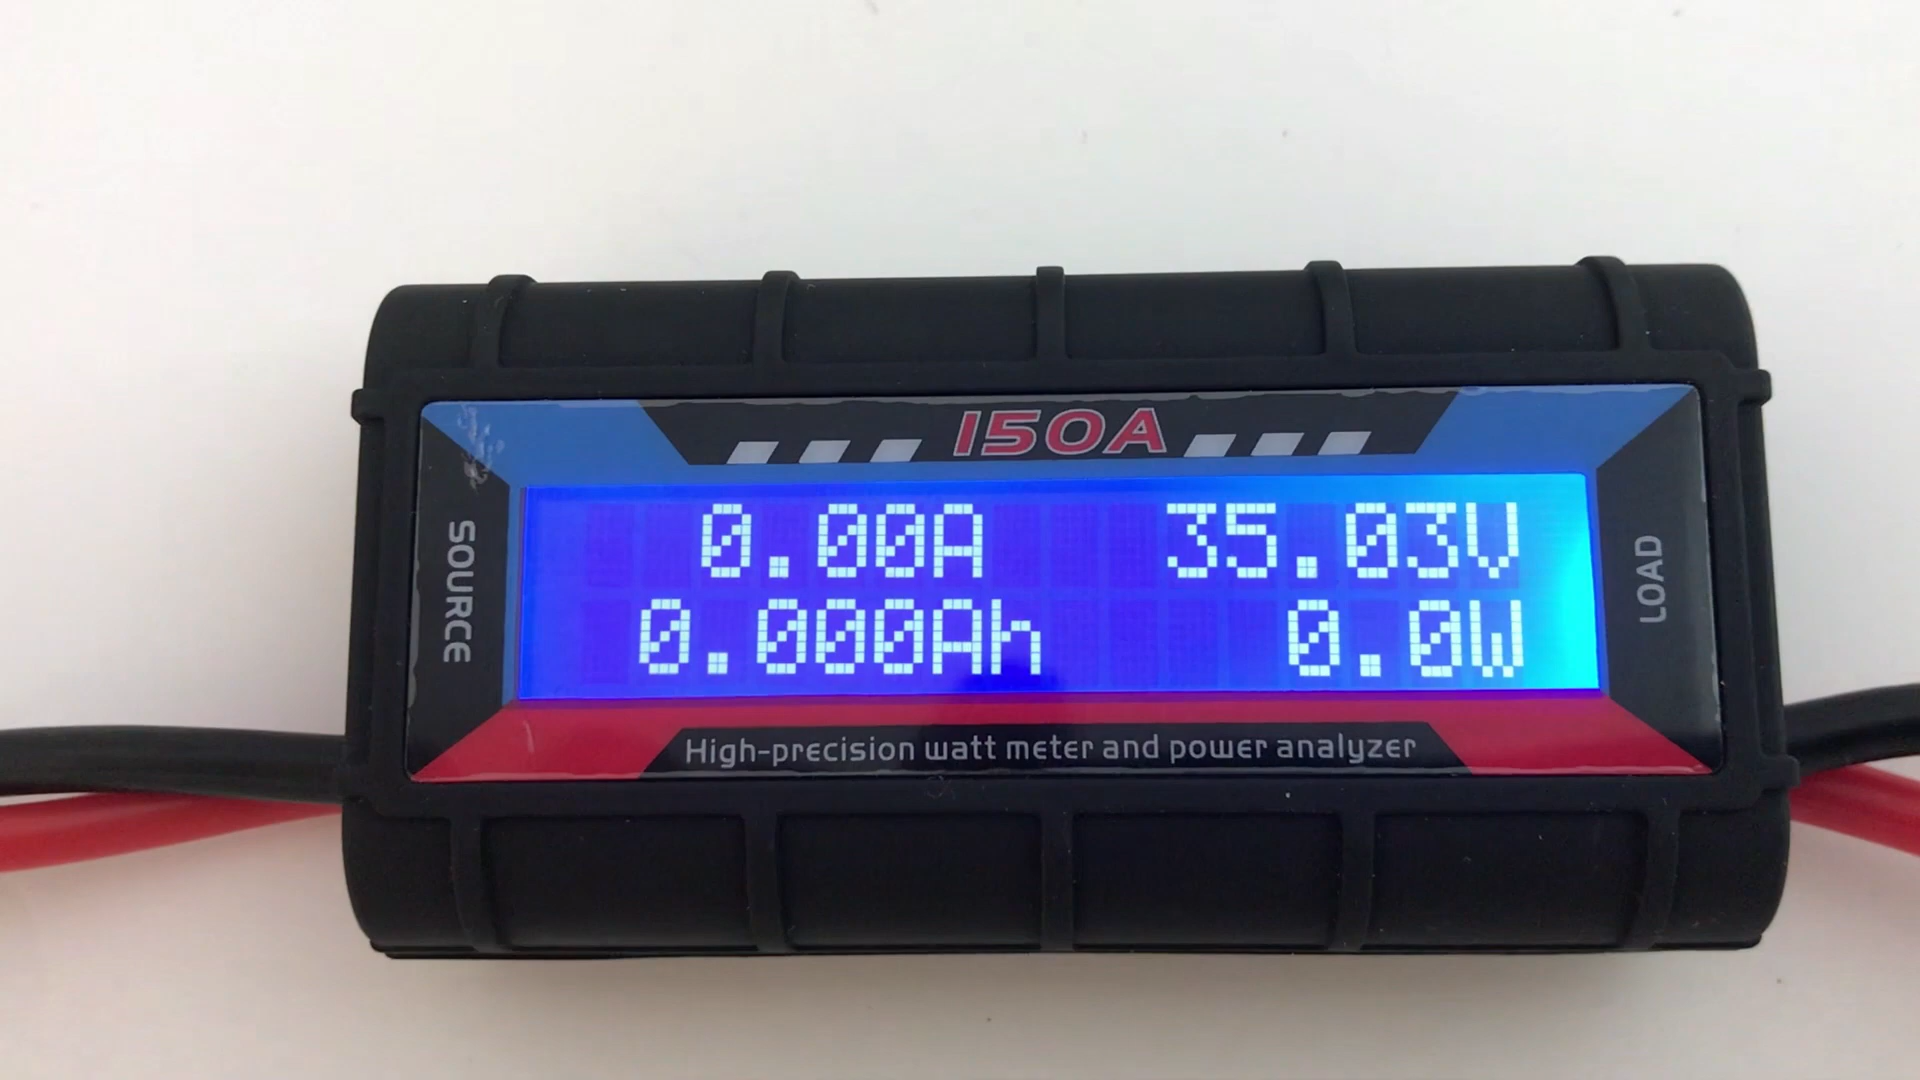 150A
SOURCE
0.00A 35.03V
0.000Ah 0.0W
LOAD
High-precision watt meter and power analyzer